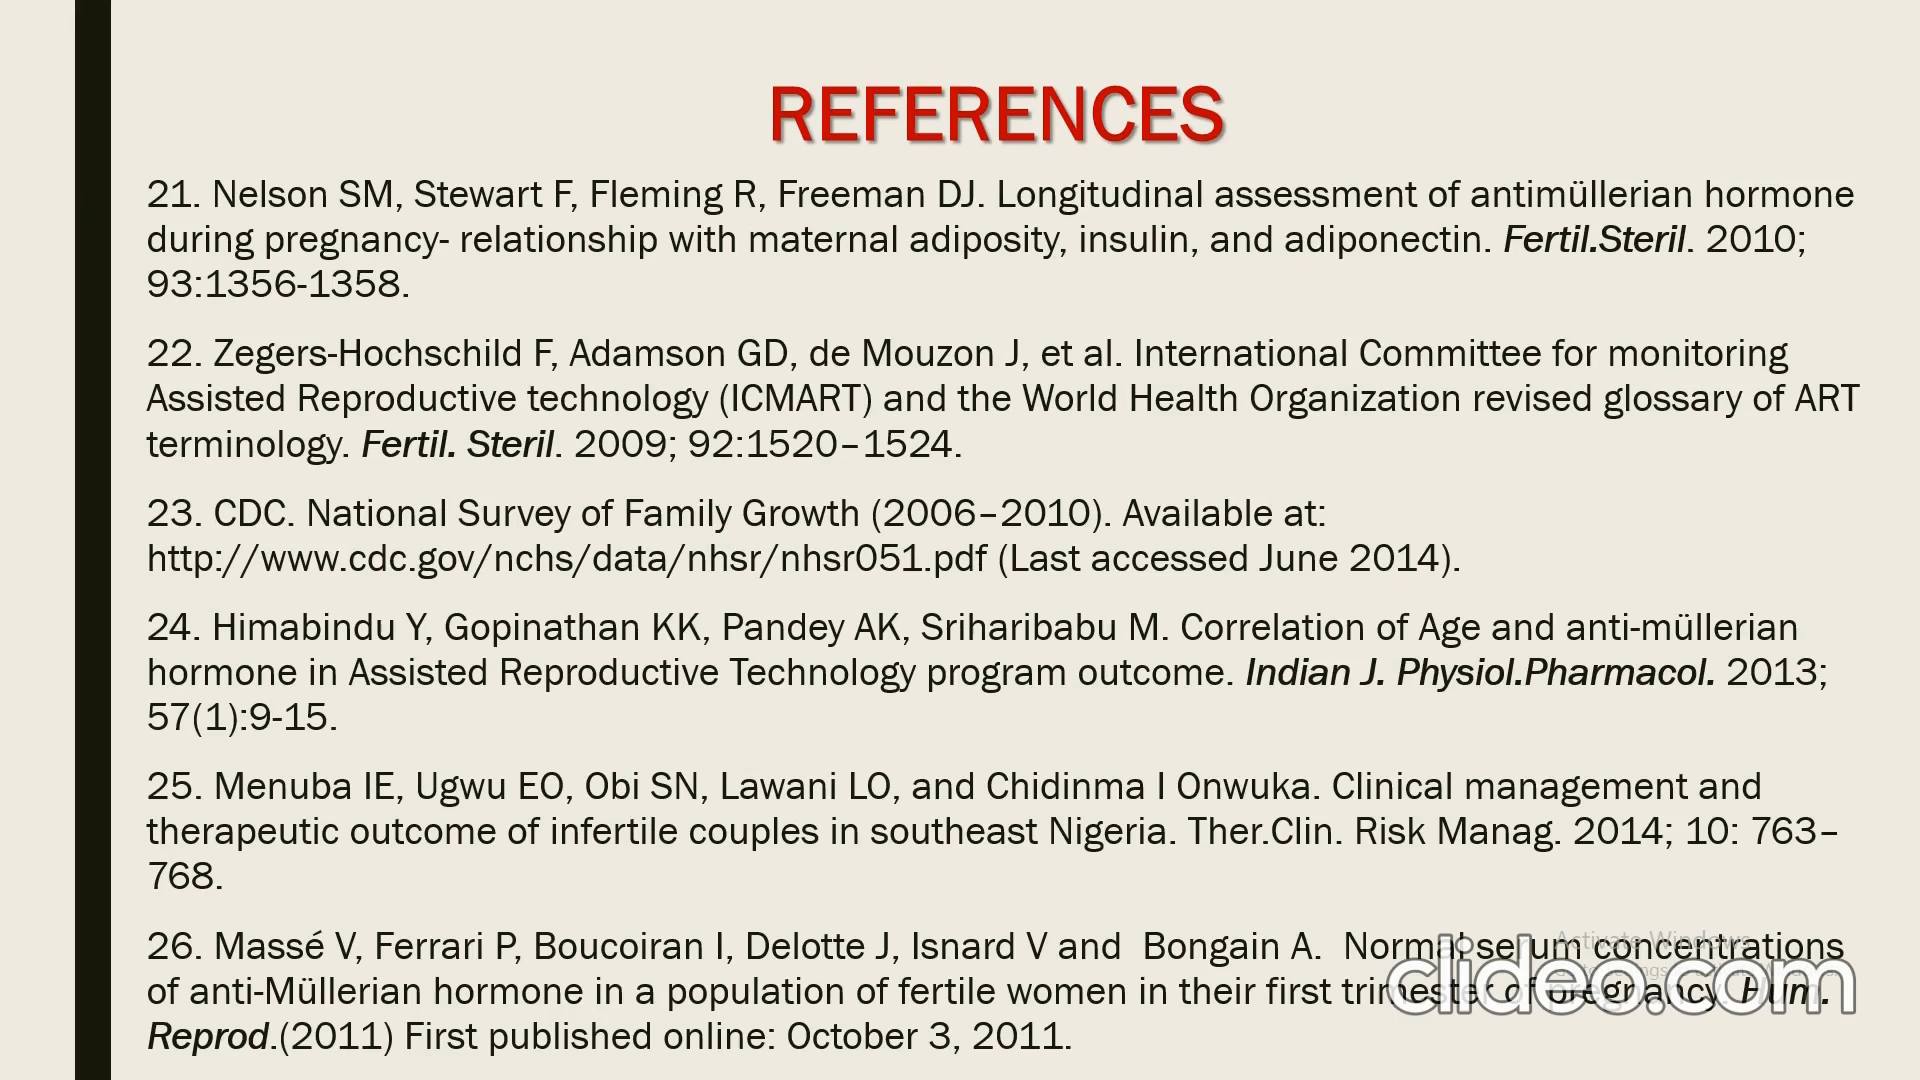 REFERENCES
21. Nelson SM, Stewart F, Fleming R, Freeman DJ. Longitudinal assessment of antimüllerian hormone
during pregnancy- relationship with maternal adiposity, insulin, and adiponectin. Fertil.Steril. 2010;
93:1356-1358.
22. Zegers-Hochschild F, Adamson GD, de Mouzon J, et al. International Committee for monitoring
Assisted Reproductive technology (ICMART) and the World Health Organization revised glossary of ART
terminology. Fertil. Steril. 2009; 92:1520–1524.
23. CDC. National Survey of Family Growth (2006–2010). Available at:
http://www.cdc.gov/nchs/data/nhsr/nhsr051.pdf (Last accessed June 2014).
24. Himabindu Y, Gopinathan KK, Pandey AK, Sriharibabu M. Correlation of Age and anti-müllerian
hormone in Assisted Reproductive Technology program outcome. Indian J. Physiol.Pharmacol. 2013;
57(1):9-15.
25. Menuba IE, Ugwu EO, Obi SN, Lawani LO, and Chidinma I Onwuka. Clinical management and
therapeutic outcome of infertile couples in southeast Nigeria. Ther.Clin. Risk Manag. 2014; 10: 763–
768.
26. Massé V, Ferrari P, Boucoiran I, Delotte J, Isnard V and Bongain A. Normal serum concentrations
of anti-Müllerian hormone in a population of fertile women in their first trimester of pregnancy. Hum.
Reprod.(2011) First published online: October 3, 2011.
Activate Windows
clideo.com